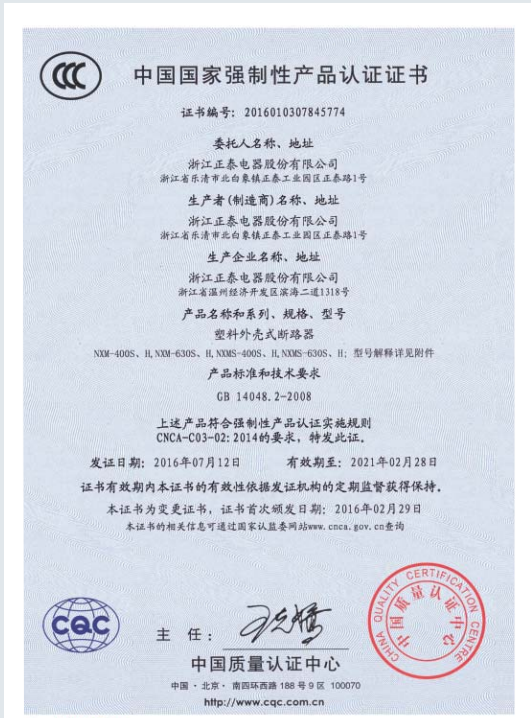 CCC
中国国家强制性产品认证证书
证书编号：2016010307845774
委托人名称、地址
浙江正泰电器股份有限公司
浙江省乐清市北白象镇正泰工业园区正泰路1号
生产者(制造商)名称、地址
浙江正泰电器股份有限公司
浙江省乐清市北白象镇正泰工业园区正泰路1号
生产企业名称、地址
浙江正泰电器股份有限公司
浙江省温州经济开发区滨海二道1318号
产品名称和系列、规格、型号
塑料外壳式断路器
NXM-400S、H,NXM-630S、H,NXMS-400S、H,NXMS-630S、H；型号解释详见附件
产品标准和技术要求
GB 14048.2-2008
上述产品符合强制性产品认证实施规则
CNCA-C03-02:2014的要求，特发此证。
发证日期：2016年07月12日 有效期至：2021年02月28日
证书有效期内本证书的有效性依据发证机构的定期监督获得保持。
本证书为变更证书，证书首次颁发日期：2016年02月29日
本证书的相关信息可通过国家认监委网站www.cnca.gov.cn查询
CQC
主 任：
CHINA QUALITY CERTIFICATION CENTRE
中国质量认证中心
中国质量认证中心
中国·北京·南四环西路188号9区 100070
http://www.cqc.com.cn